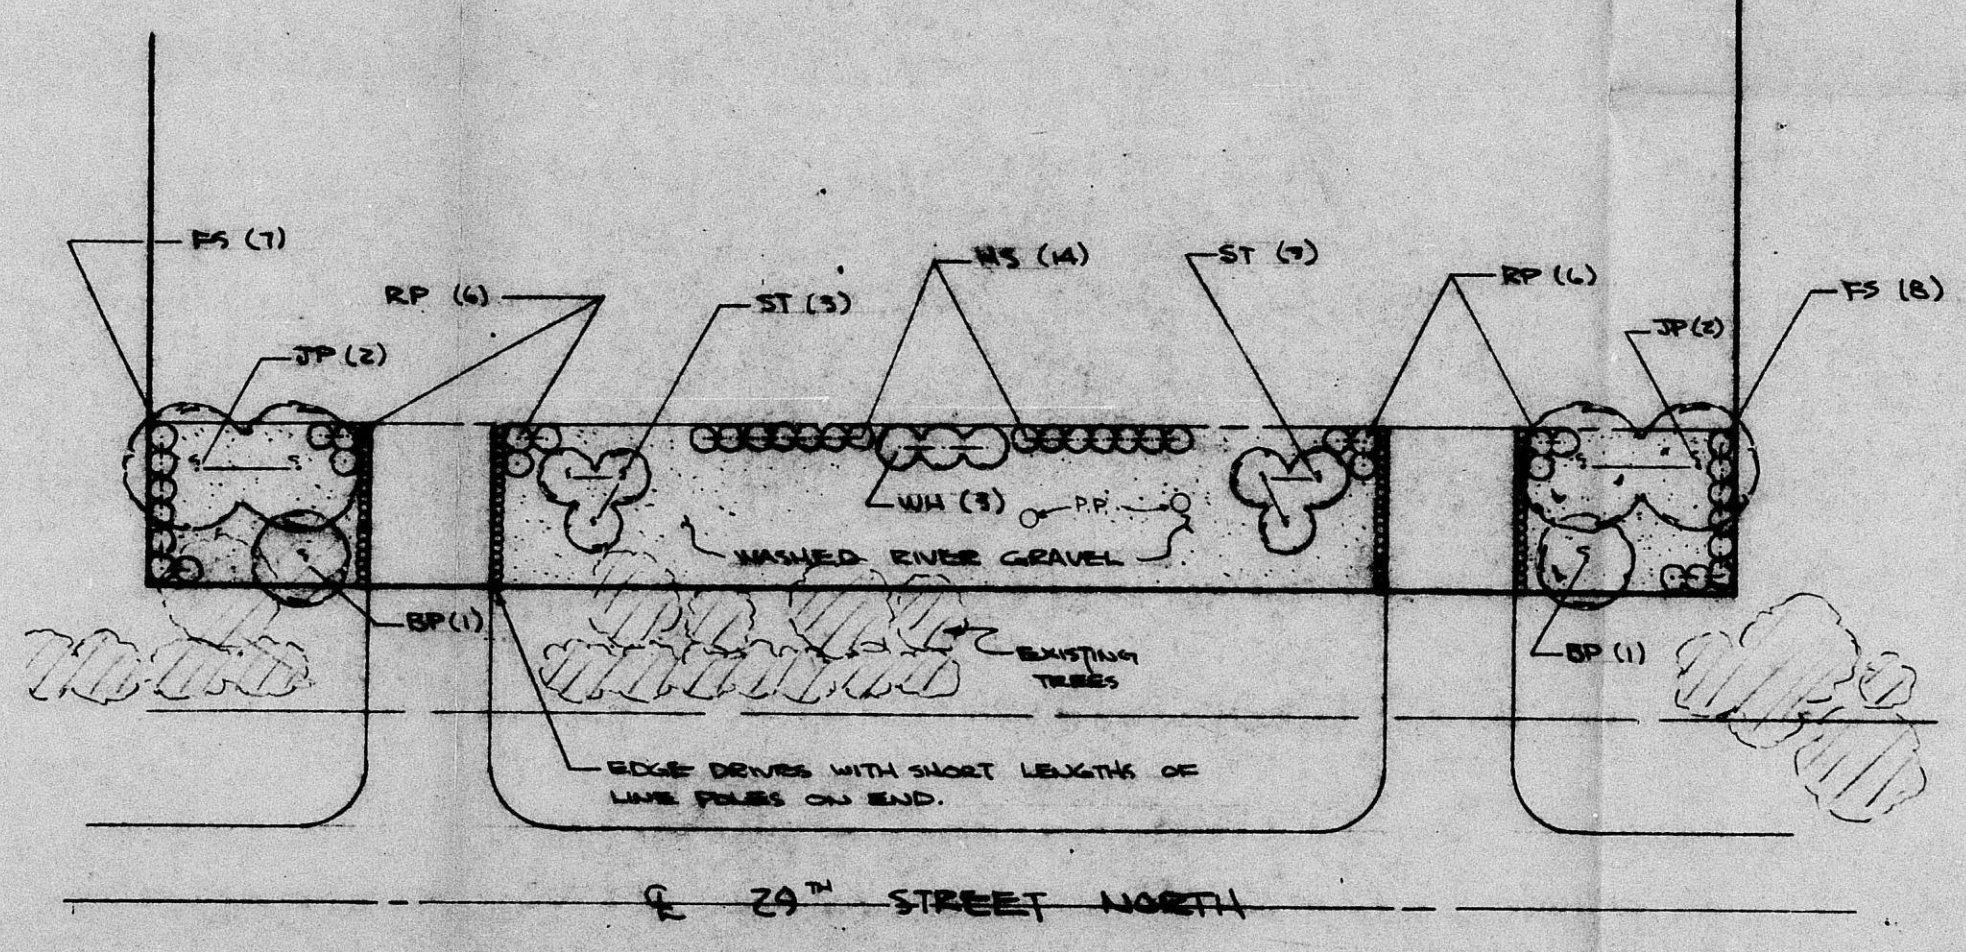 FS (7)
RP (6)
JP (2)
ST (3)
HS (14)
ST (3)
RP (6)
FS (8)
JP (2)
WH (3)
P.P.
WASHED RIVER GRAVEL
BP (1)
EXISTING
TREES
BP (1)
EDGE DRIVES WITH SHORT LENGTHS OF
LINE POLES ON END.
℄ 29TH STREET NORTH